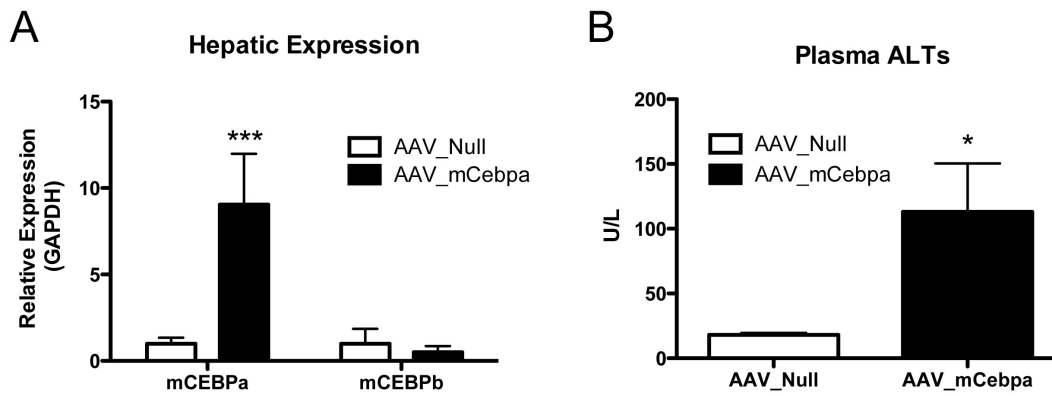 A
Hepatic Expression
Relative Expression
(GAPDH)
15
10
5
0
***
AAV_Null
AAV_mCebpa
mCEBPa
mCEBPb
B
Plasma ALTs
U/L
200
150
100
50
0
AAV_Null
AAV_mCebpa
*
AAV_Null
AAV_mCebpa